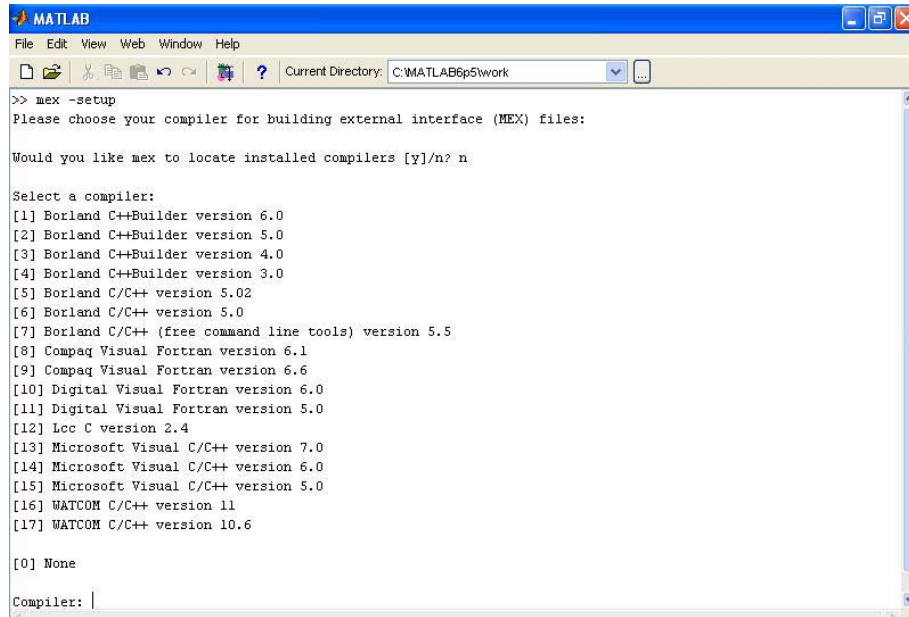 MATLAB
File Edit View Web Window Help
? Current Directory: C:\MATLAB6p5\work ...
>> mex -setup
Please choose your compiler for building external interface (MEX) files:
Would you like mex to locate installed compilers [y]/n? n
Select a compiler:
[1] Borland C++Builder version 6.0
[2] Borland C++Builder version 5.0
[3] Borland C++Builder version 4.0
[4] Borland C++Builder version 3.0
[5] Borland C/C++ version 5.02
[6] Borland C/C++ version 5.0
[7] Borland C/C++ (free command line tools) version 5.5
[8] Compaq Visual Fortran version 6.1
[9] Compaq Visual Fortran version 6.6
[10] Digital Visual Fortran version 6.0
[11] Digital Visual Fortran version 5.0
[12] Lcc C version 2.4
[13] Microsoft Visual C/C++ version 7.0
[14] Microsoft Visual C/C++ version 6.0
[15] Microsoft Visual C/C++ version 5.0
[16] WATCOM C/C++ version 11
[17] WATCOM C/C++ version 10.6
[0] None
Compiler: